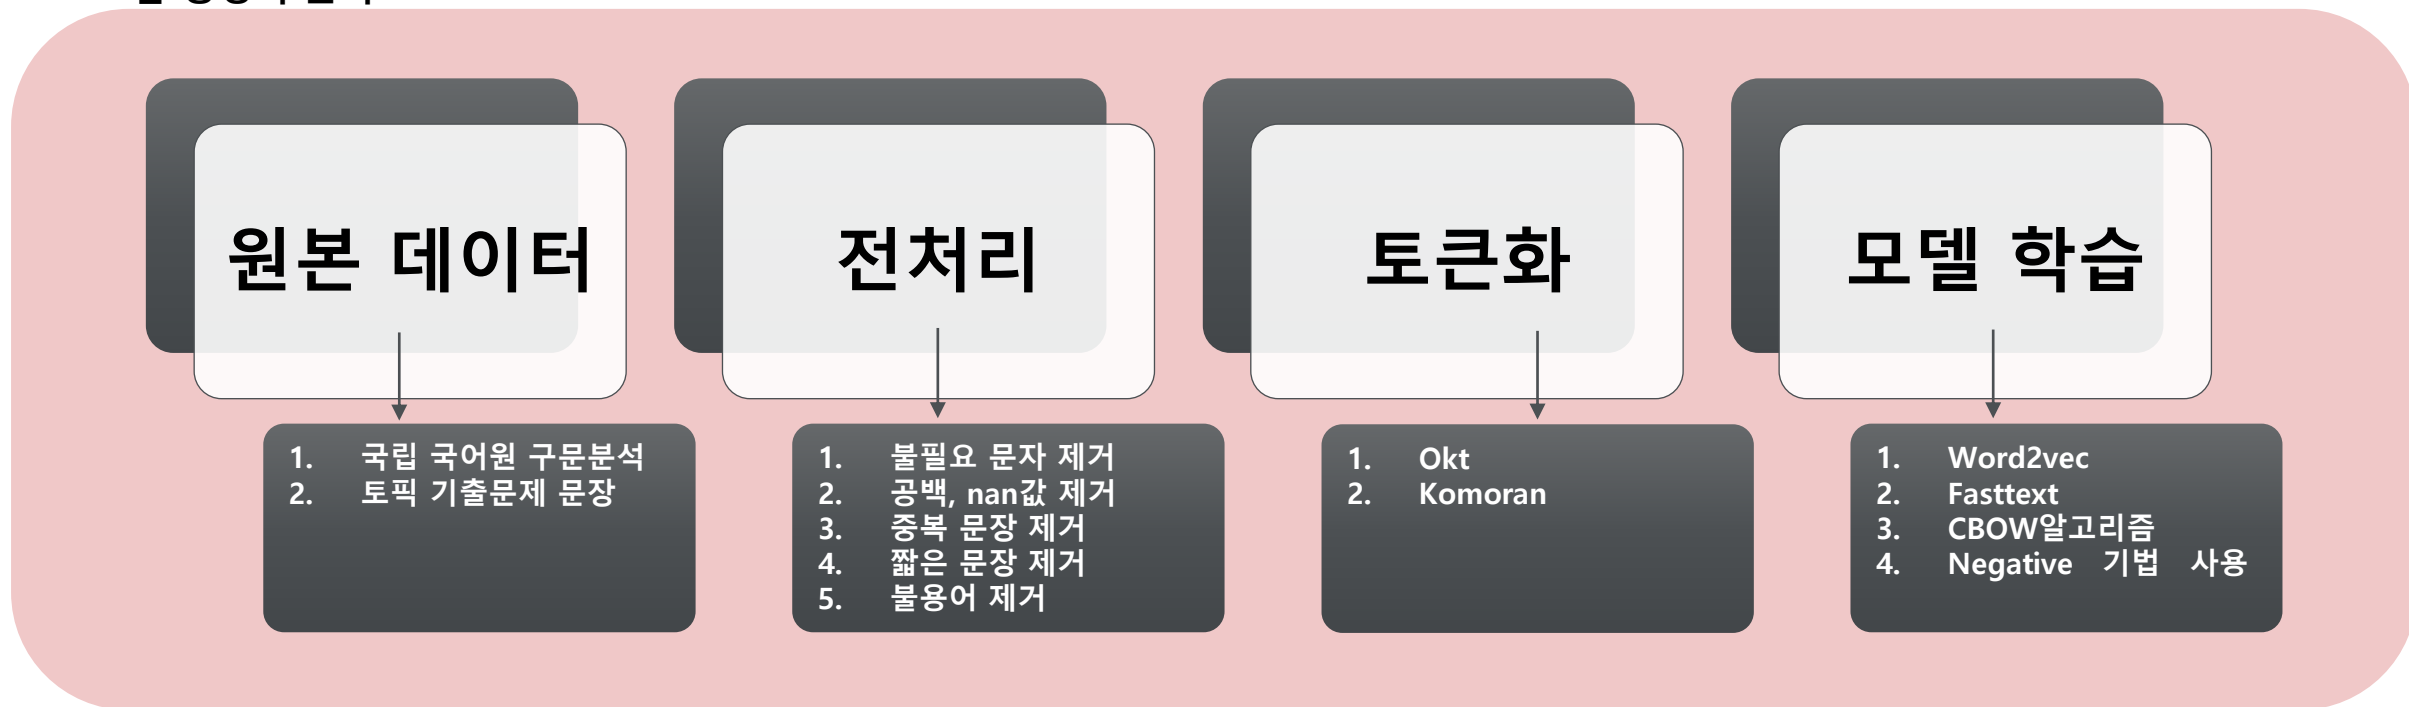 원본 데이터
전처리
토큰화
모델 학습
1. 국립 국어원 구문분석
2. 토픽 기출문제 문장
1. 불필요 문자 제거
2. 공백, nan값 제거
3. 중복 문장 제거
4. 짧은 문장 제거
5. 불용어 제거
1. Okt
2. Komoran
1. Word2vec
2. Fasttext
3. CBOW알고리즘
4. Negative 기법 사용